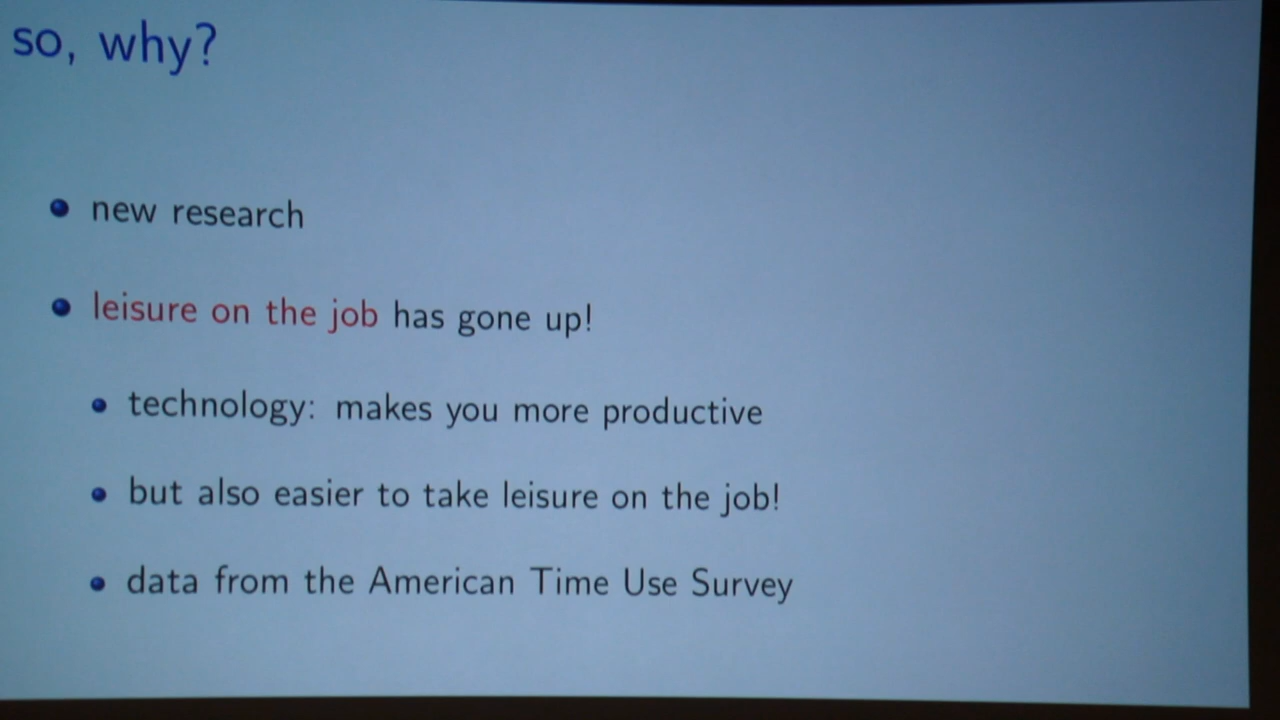 so, why?
new research
leisure on the job has gone up!
technology: makes you more productive
but also easier to take leisure on the job!
data from the American Time Use Survey